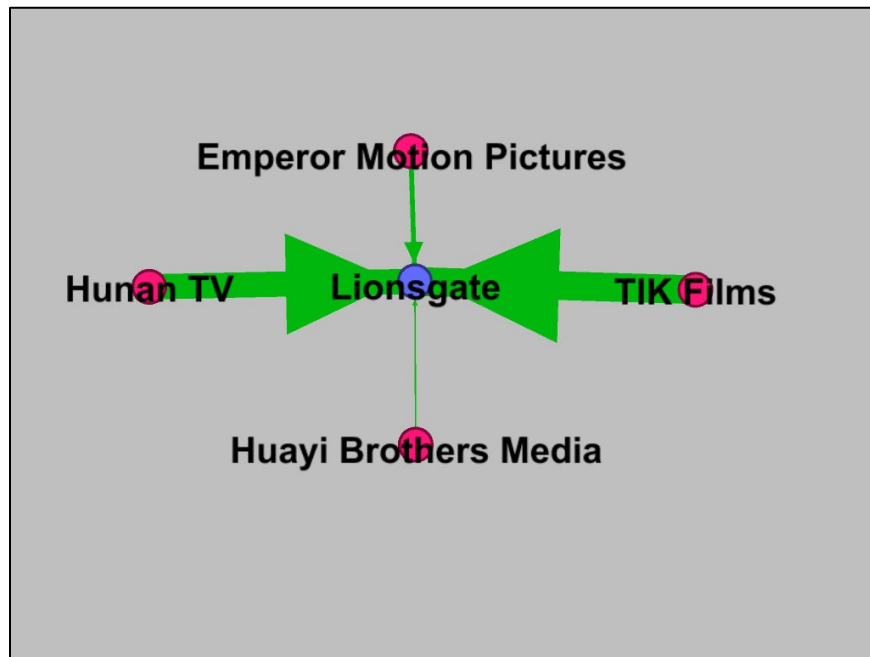 Emperor Motion Pictures
Hunan TV
Lionsgate
TIK Films
Huayi Brothers Media